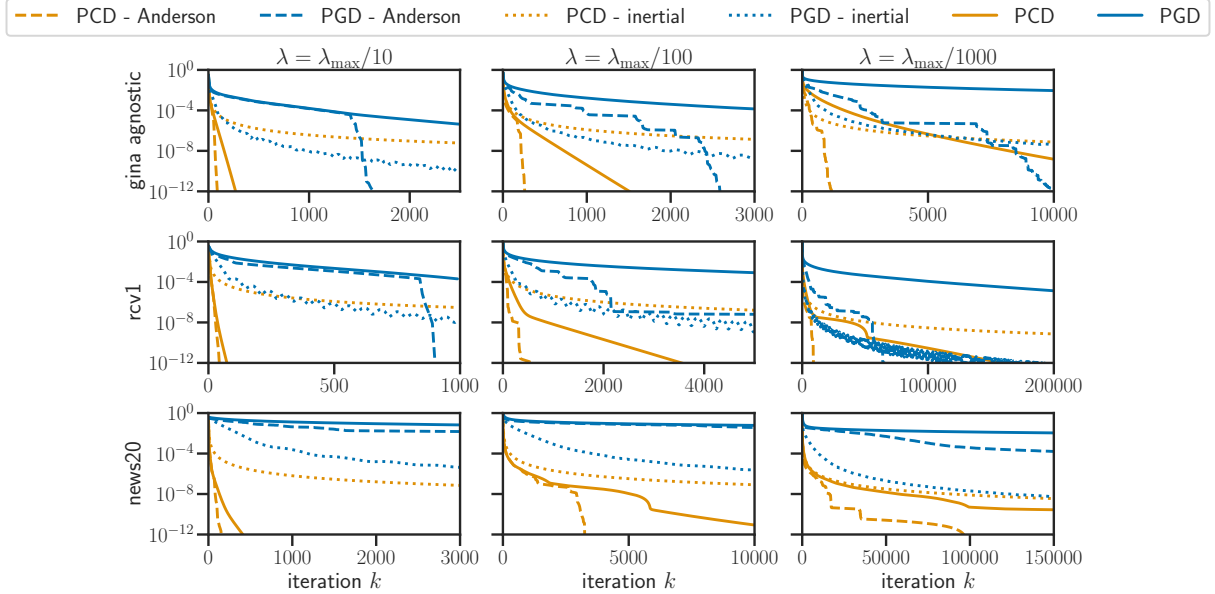 PCD - Anderson PGD - Anderson PCD - inertial PGD - inertial PCD PGD
λ = λ_max/10 λ = λ_max/100 λ = λ_max/1000
gina agnostic
10^0
10^−4
10^−8
10^−12
0 1000 2000
0 1000 2000 3000
0 5000 10000
rcv1
10^0
10^−4
10^−8
10^−12
0 500 1000
0 2000 4000
0 100000 200000
news20
10^0
10^−4
10^−8
10^−12
0 1000 2000 3000
0 5000 10000
0 50000 100000 150000
iteration k iteration k iteration k